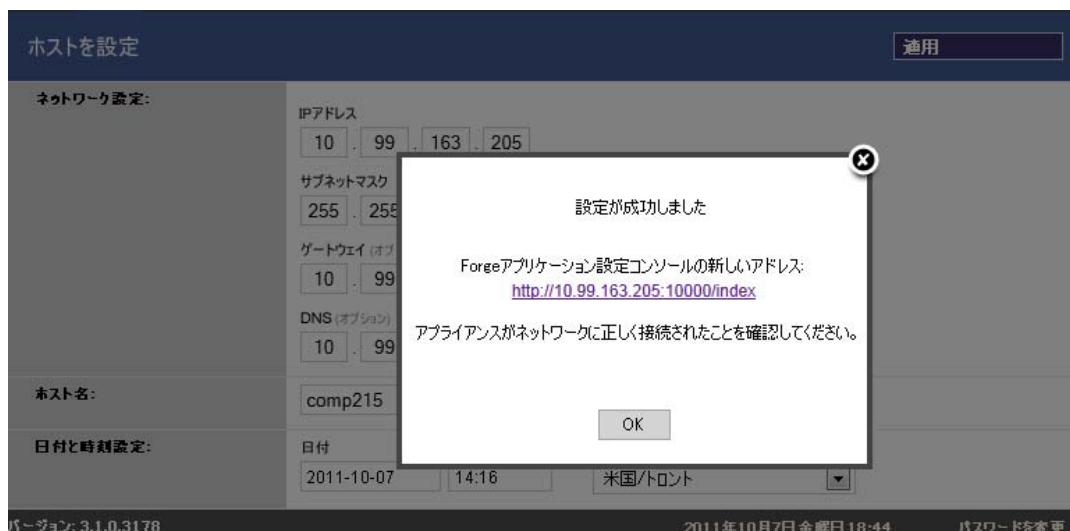 ホストを設定
適用
ネットワーク設定:
IPアドレス
10 . 99 . 163 . 205
サブネットマスク
255 . 255
ゲートウェイ (オプ
10 . 99
DNS (オプション)
10 . 99
設定が成功しました
Forgeアプリケーション設定コンソールの新しいアドレス:
http://10.99.163.205:10000/index
アプライアンスがネットワークに正しく接続されたことを確認してください。
OK
ホスト名:
comp215
日付と時刻設定:
日付
2011-10-07
14:16
米国/トロント
バージョン: 3.1.0.3178
2011年10月7日金曜日18:44
パスワードを変更